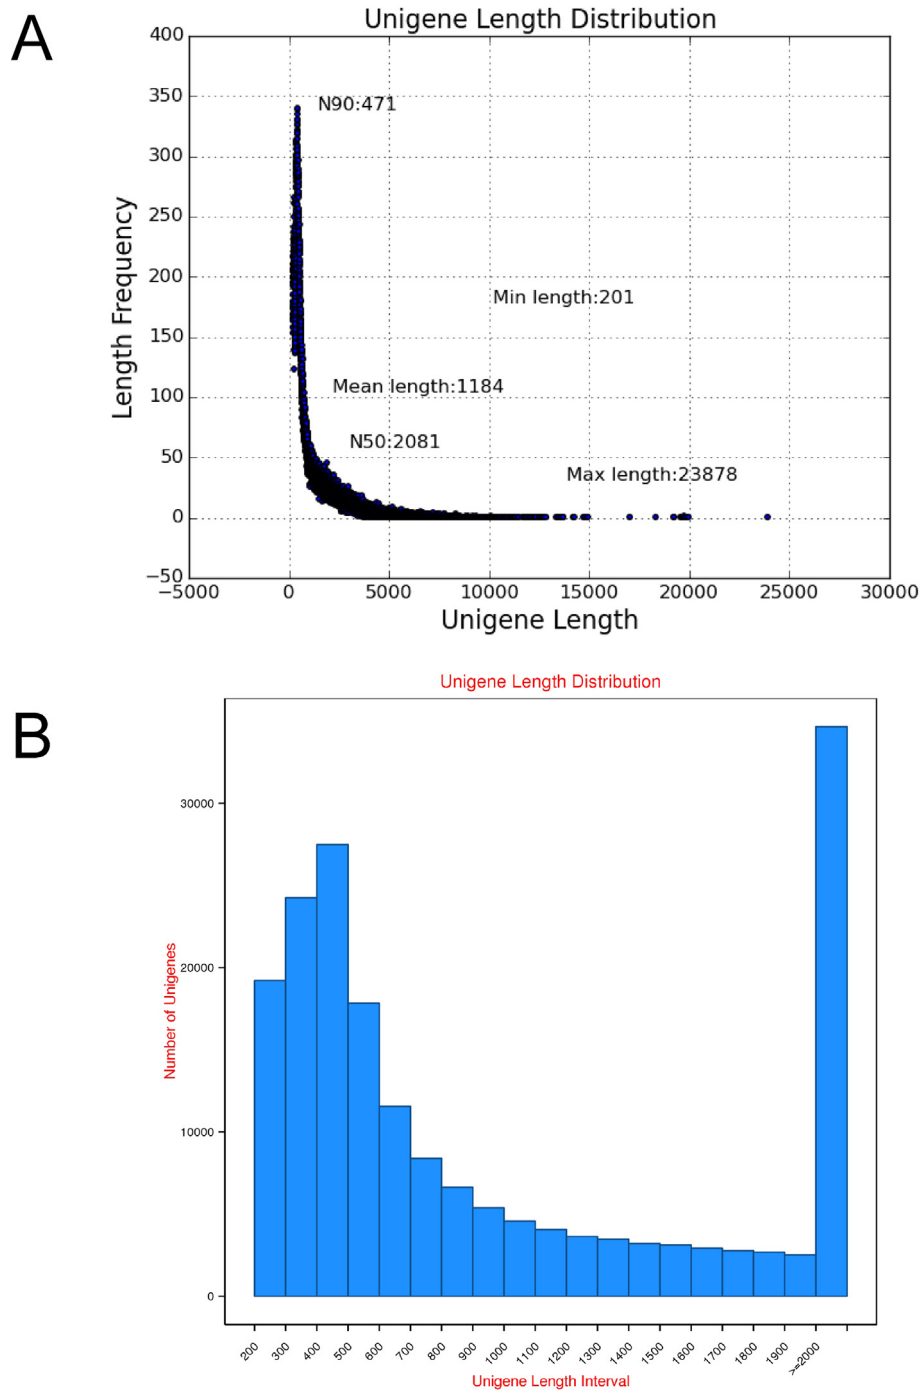 A
Unigene Length Distribution
400
350
300
250
200
150
100
50
0
−50
Length Frequency
N90:471
Min length:201
Mean length:1184
N50:2081
Max length:23878
−5000 0 5000 10000 15000 20000 25000 30000
Unigene Length
B
Unigene Length Distribution
30000
20000
10000
0
Number of Unigenes
200 300 400 500 600 700 800 900 1000 1100 1200 1300 1400 1500 1600 1700 1800 1900 >=2000
Unigene Length Interval